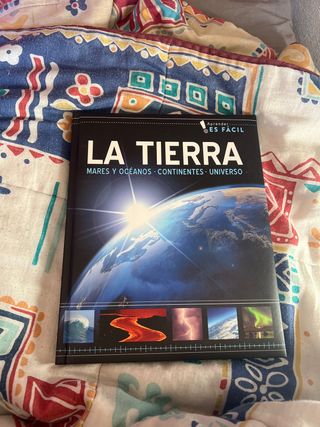 Aprender
ES FÁCIL
LA TIERRA
MARES Y OCÉANOS · CONTINENTES · UNIVERSO